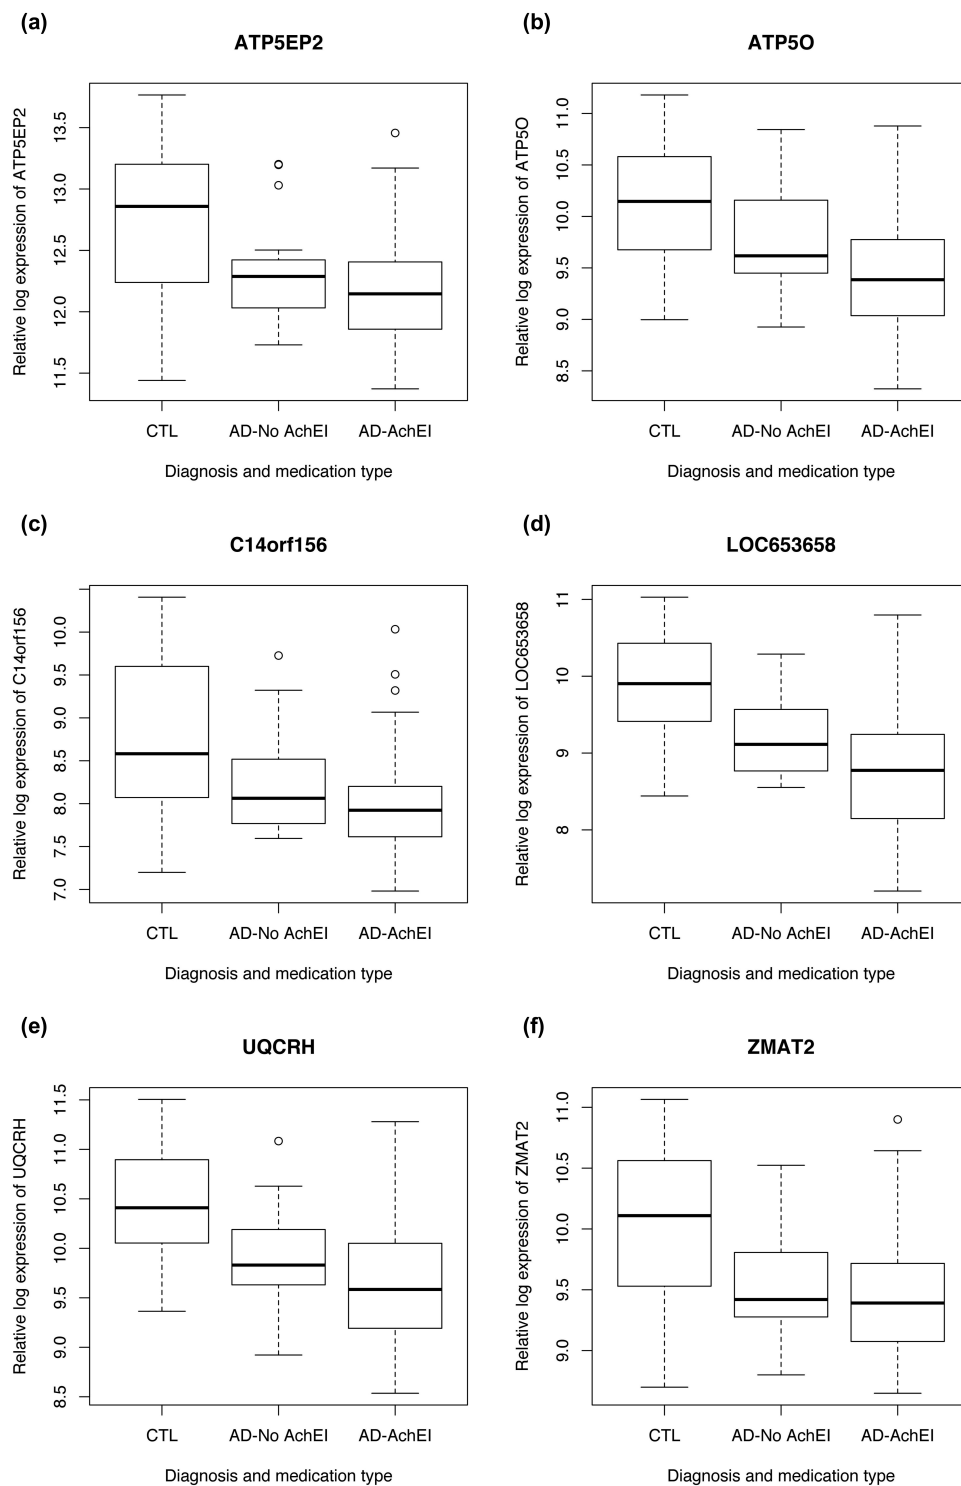 (a)
ATP5EP2
Relative log expression of ATP5EP2
13.5
13.0
12.5
12.0
11.5
CTL AD-No AchEI AD-AchEI
Diagnosis and medication type
(b)
ATP5O
Relative log expression of ATP5O
11.0
10.5
10.0
9.5
9.0
8.5
CTL AD-No AchEI AD-AchEI
Diagnosis and medication type
(c)
C14orf156
Relative log expression of C14orf156
10.0
9.5
9.0
8.5
8.0
7.5
7.0
CTL AD-No AchEI AD-AchEI
Diagnosis and medication type
(d)
LOC653658
Relative log expression of LOC653658
11
10
9
8
CTL AD-No AchEI AD-AchEI
Diagnosis and medication type
(e)
UQCRH
Relative log expression of UQCRH
11.5
11.0
10.5
10.0
9.5
9.0
8.5
CTL AD-No AchEI AD-AchEI
Diagnosis and medication type
(f)
ZMAT2
Relative log expression of ZMAT2
11.0
10.5
10.0
9.5
9.0
CTL AD-No AchEI AD-AchEI
Diagnosis and medication type